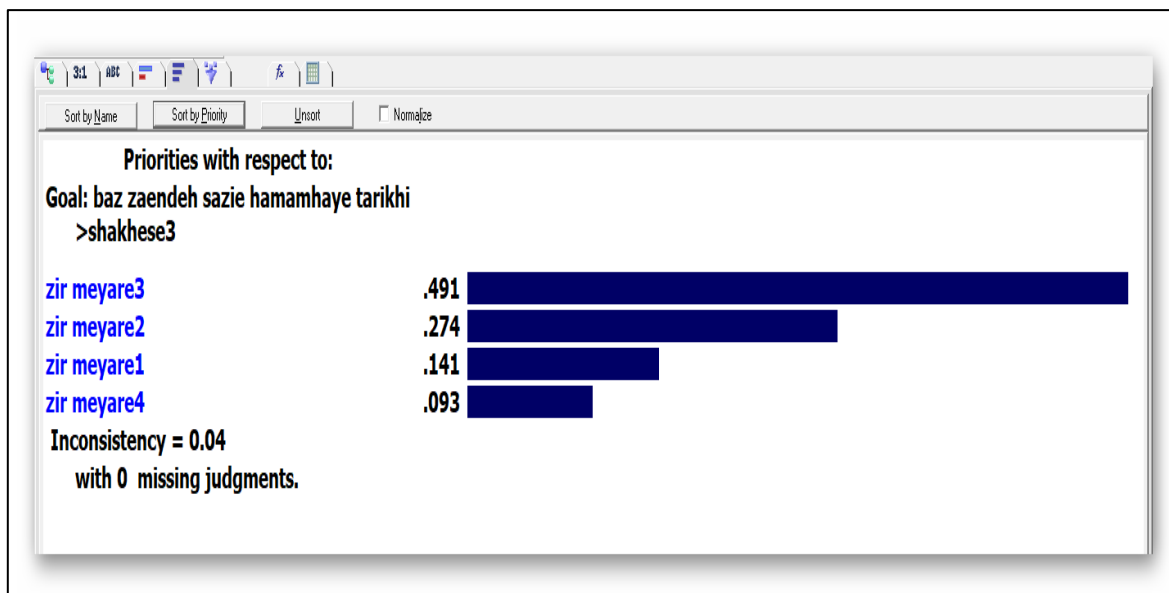 3:1 ABC fx
Sort by Name Sort by Priority Unsort Normalize
Priorities with respect to:
Goal: baz zaendeh sazie hamamhaye tarikhi
>shakhese3
zir meyare3 .491
zir meyare2 .274
zir meyare1 .141
zir meyare4 .093
Inconsistency = 0.04
with 0 missing judgments.